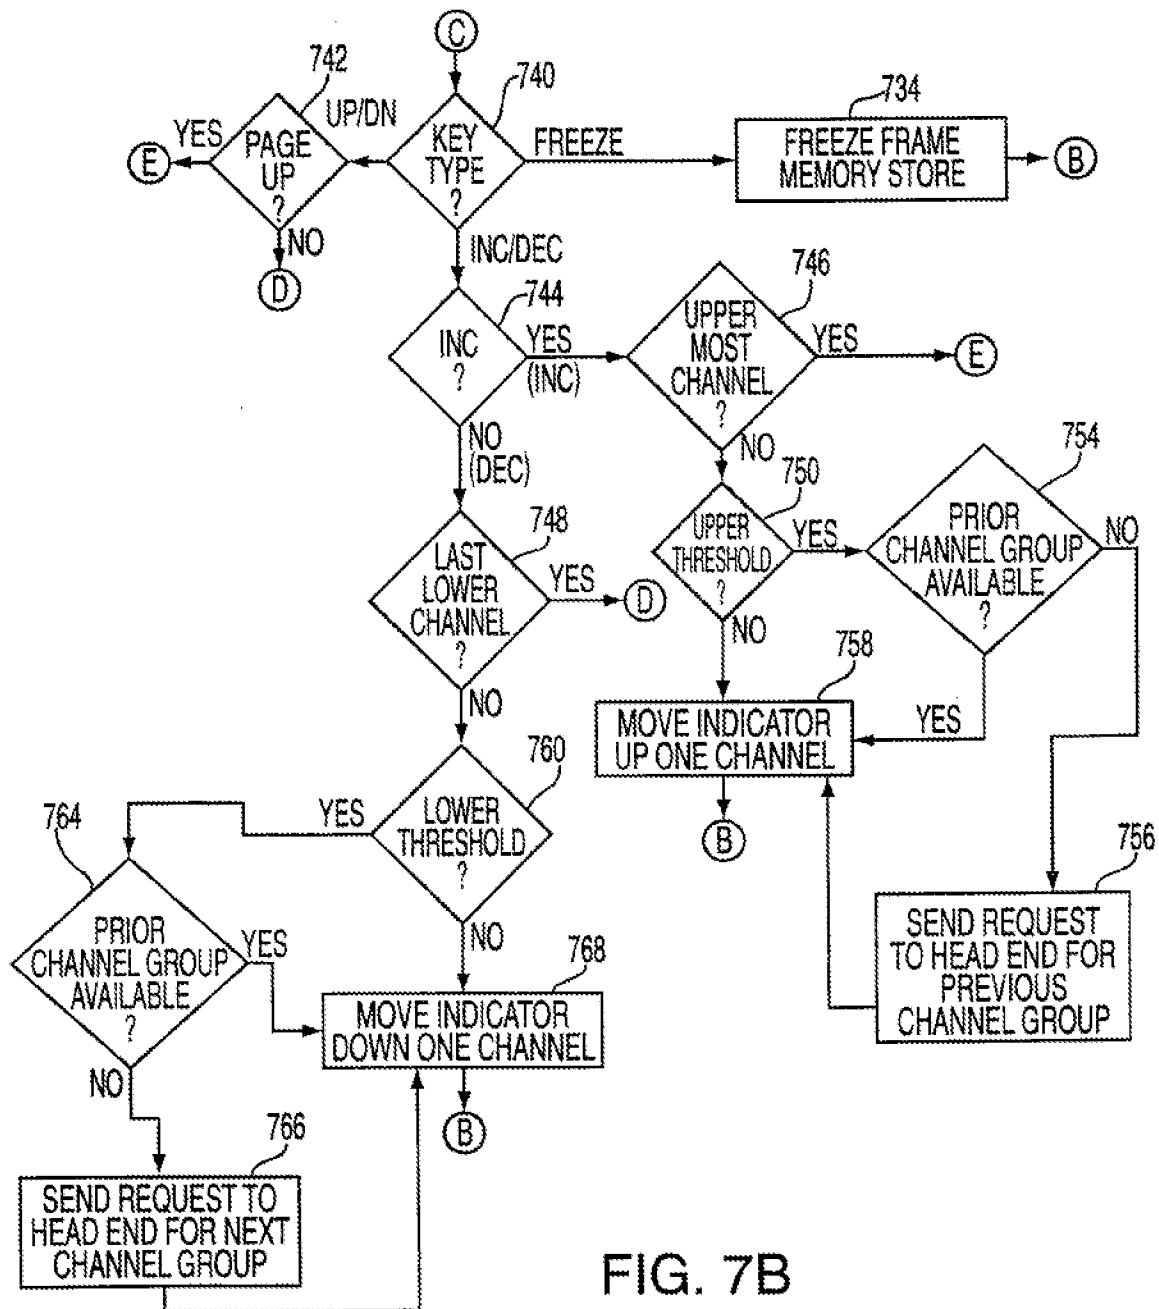 C
742
740
734
YES
PAGE
UP
?
UP/DN
KEY
TYPE
?
FREEZE
FREEZE FRAME
MEMORY STORE
B
E
NO
D
INC/DEC
744
746
INC
?
YES
(INC)
UPPER
MOST
CHANNEL
?
YES
E
NO
(DEC)
NO
748
750
754
LAST
LOWER
CHANNEL
?
YES
D
UPPER
THRESHOLD
?
YES
PRIOR
CHANNEL GROUP
AVAILABLE
?
NO
NO
NO
758
MOVE INDICATOR
UP ONE CHANNEL
YES
B
760
LOWER
THRESHOLD
?
YES
764
756
PRIOR
CHANNEL GROUP
AVAILABLE
?
YES
NO
SEND REQUEST
TO HEAD END FOR
PREVIOUS
CHANNEL GROUP
768
MOVE INDICATOR
DOWN ONE CHANNEL
NO
B
766
SEND REQUEST TO
HEAD END FOR NEXT
CHANNEL GROUP
FIG. 7B